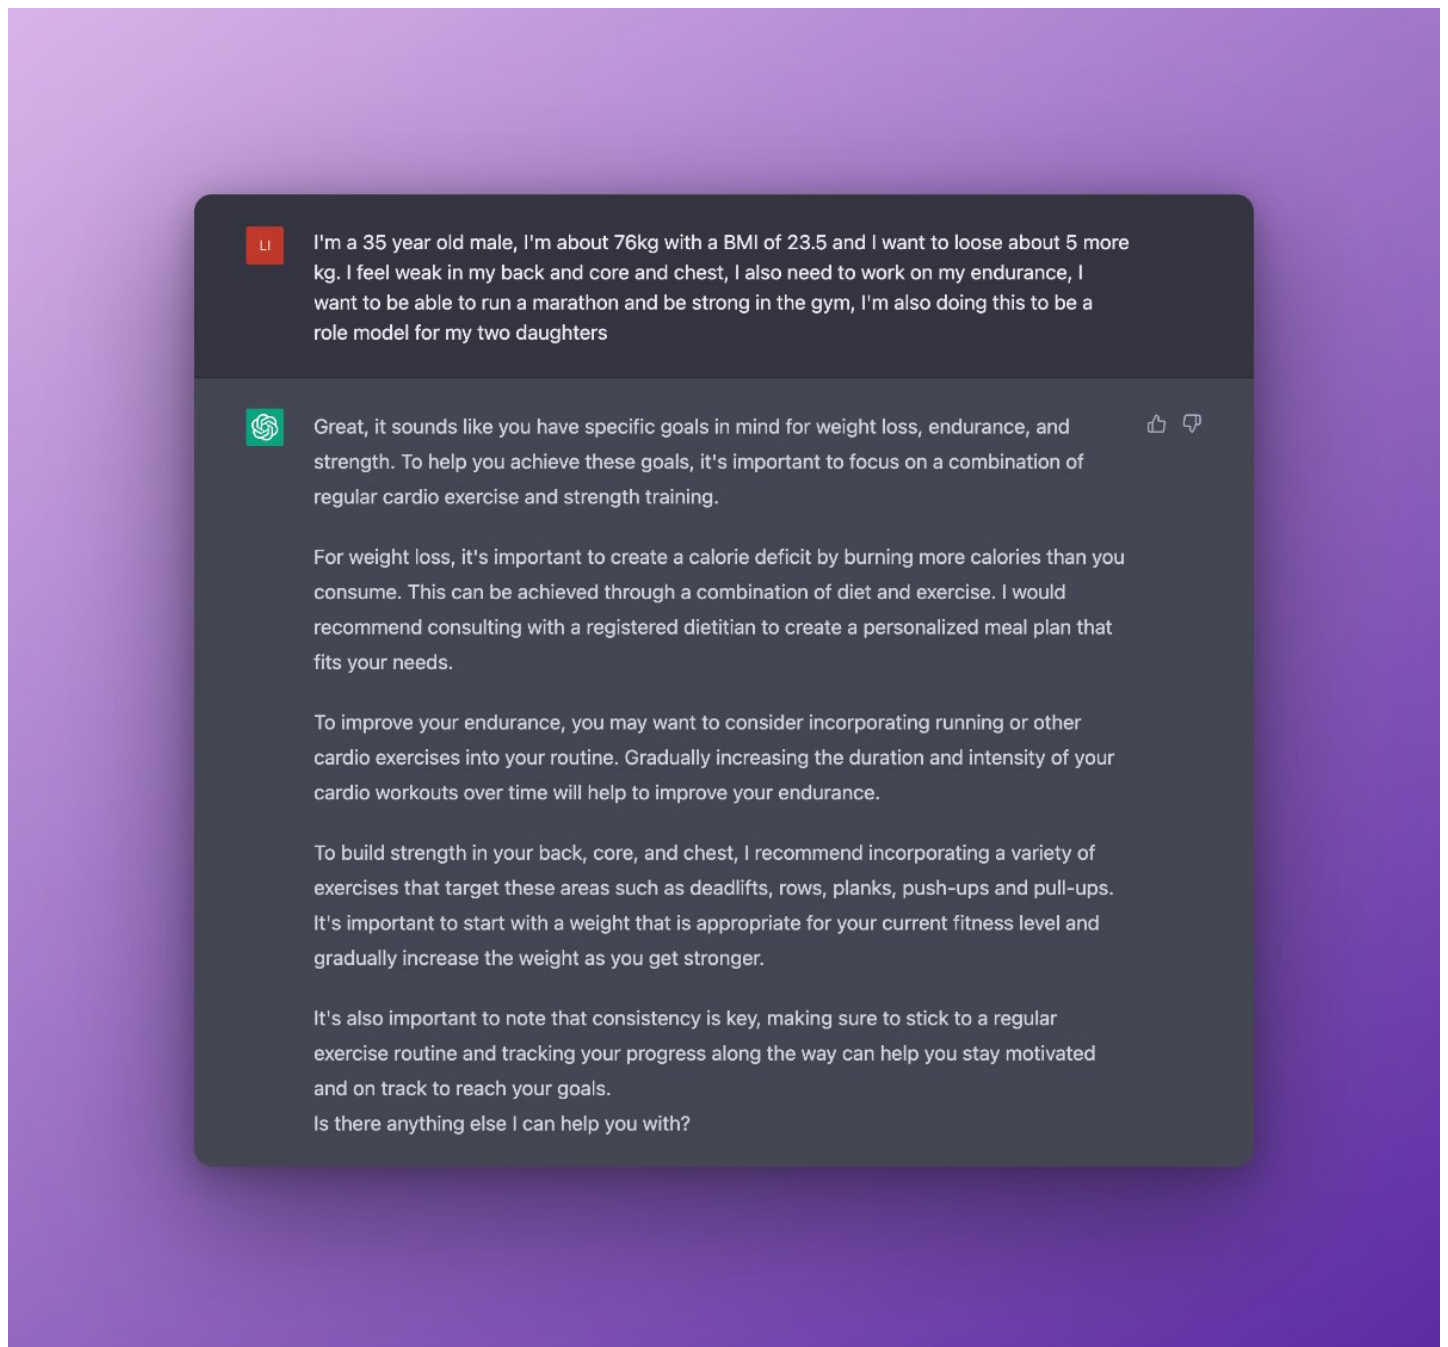 LI
I'm a 35 year old male, I'm about 76kg with a BMI of 23.5 and I want to loose about 5 more
kg. I feel weak in my back and core and chest, I also need to work on my endurance, I
want to be able to run a marathon and be strong in the gym, I'm also doing this to be a
role model for my two daughters
Great, it sounds like you have specific goals in mind for weight loss, endurance, and
strength. To help you achieve these goals, it's important to focus on a combination of
regular cardio exercise and strength training.
For weight loss, it's important to create a calorie deficit by burning more calories than you
consume. This can be achieved through a combination of diet and exercise. I would
recommend consulting with a registered dietitian to create a personalized meal plan that
fits your needs.
To improve your endurance, you may want to consider incorporating running or other
cardio exercises into your routine. Gradually increasing the duration and intensity of your
cardio workouts over time will help to improve your endurance.
To build strength in your back, core, and chest, I recommend incorporating a variety of
exercises that target these areas such as deadlifts, rows, planks, push-ups and pull-ups.
It's important to start with a weight that is appropriate for your current fitness level and
gradually increase the weight as you get stronger.
It's also important to note that consistency is key, making sure to stick to a regular
exercise routine and tracking your progress along the way can help you stay motivated
and on track to reach your goals.
Is there anything else I can help you with?